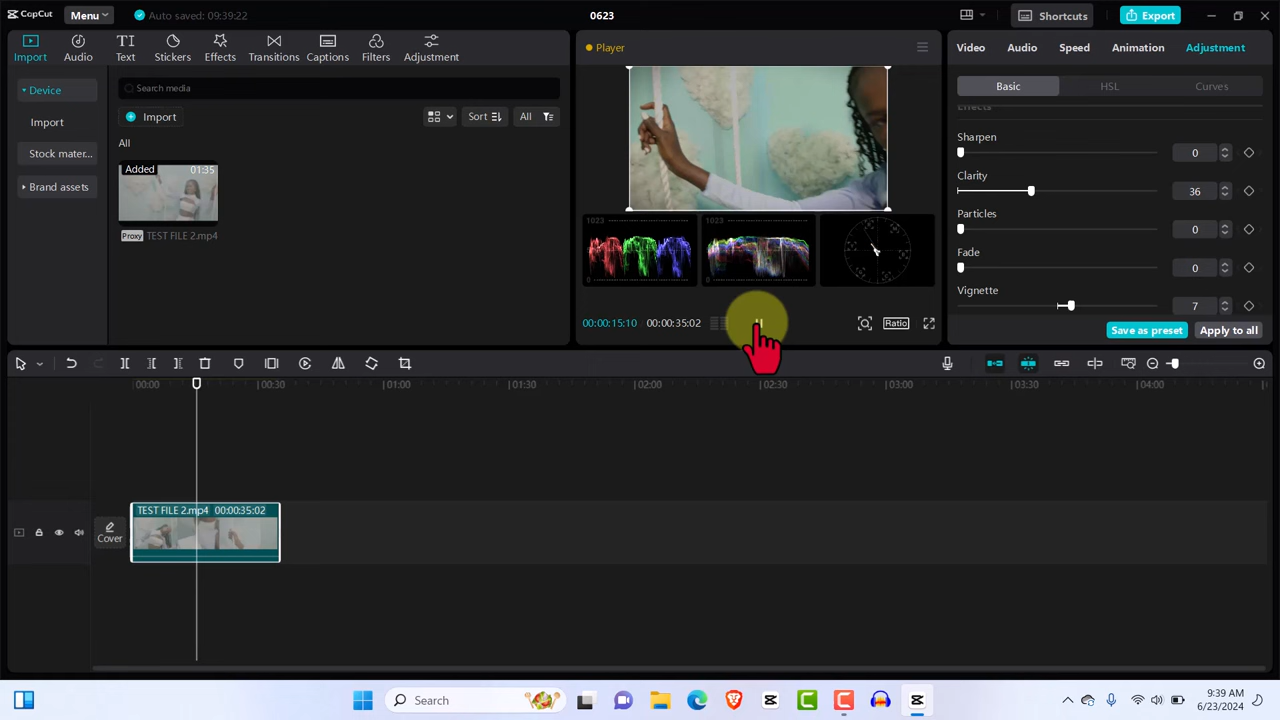 CapCut
Menu
Auto saved: 09:39:22
0623
Shortcuts
Export
Import
Audio
Text
Stickers
Effects
Transitions
Captions
Filters
Adjustment
Device
Import
Stock mater...
Brand assets
Search media
Import
Sort
All
All
Added
01:35
Proxy
TEST FILE 2.mp4
Player
1023
1023
0
0
00:00:15:10
00:00:35:02
Ratio
Video
Audio
Speed
Animation
Adjustment
Basic
HSL
Curves
Effects
Sharpen
0
Clarity
36
Particles
0
Fade
0
Vignette
7
Save as preset
Apply to all
00:00
00:30
01:00
01:30
02:00
02:30
03:00
03:30
04:00
Cover
TEST FILE 2.mp4 00:00:35:02
Search
9:39 AM
6/23/2024